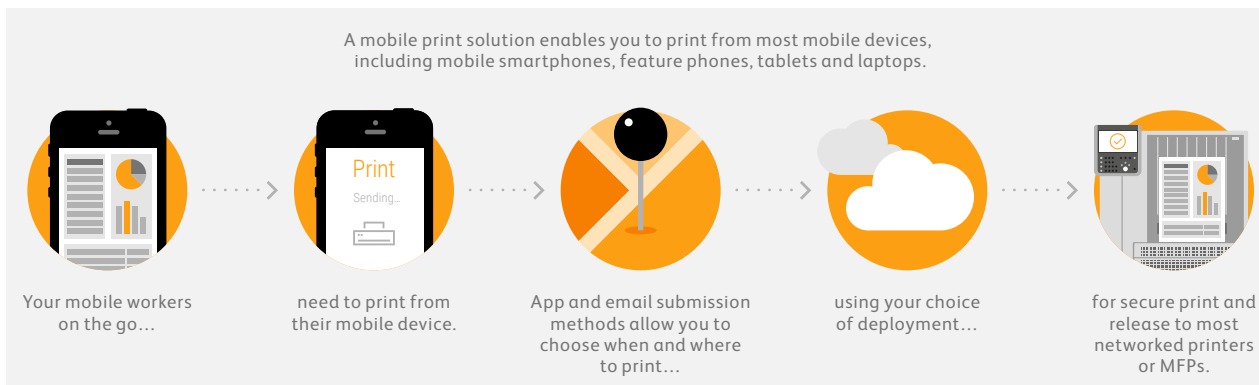 A mobile print solution enables you to print from most mobile devices,
including mobile smartphones, feature phones, tablets and laptops.
Print
Sending...
Your mobile workers
on the go…
need to print from
their mobile device.
App and email submission
methods allow you to
choose when and where
to print…
using your choice
of deployment…
for secure print and
release to most
networked printers
or MFPs.